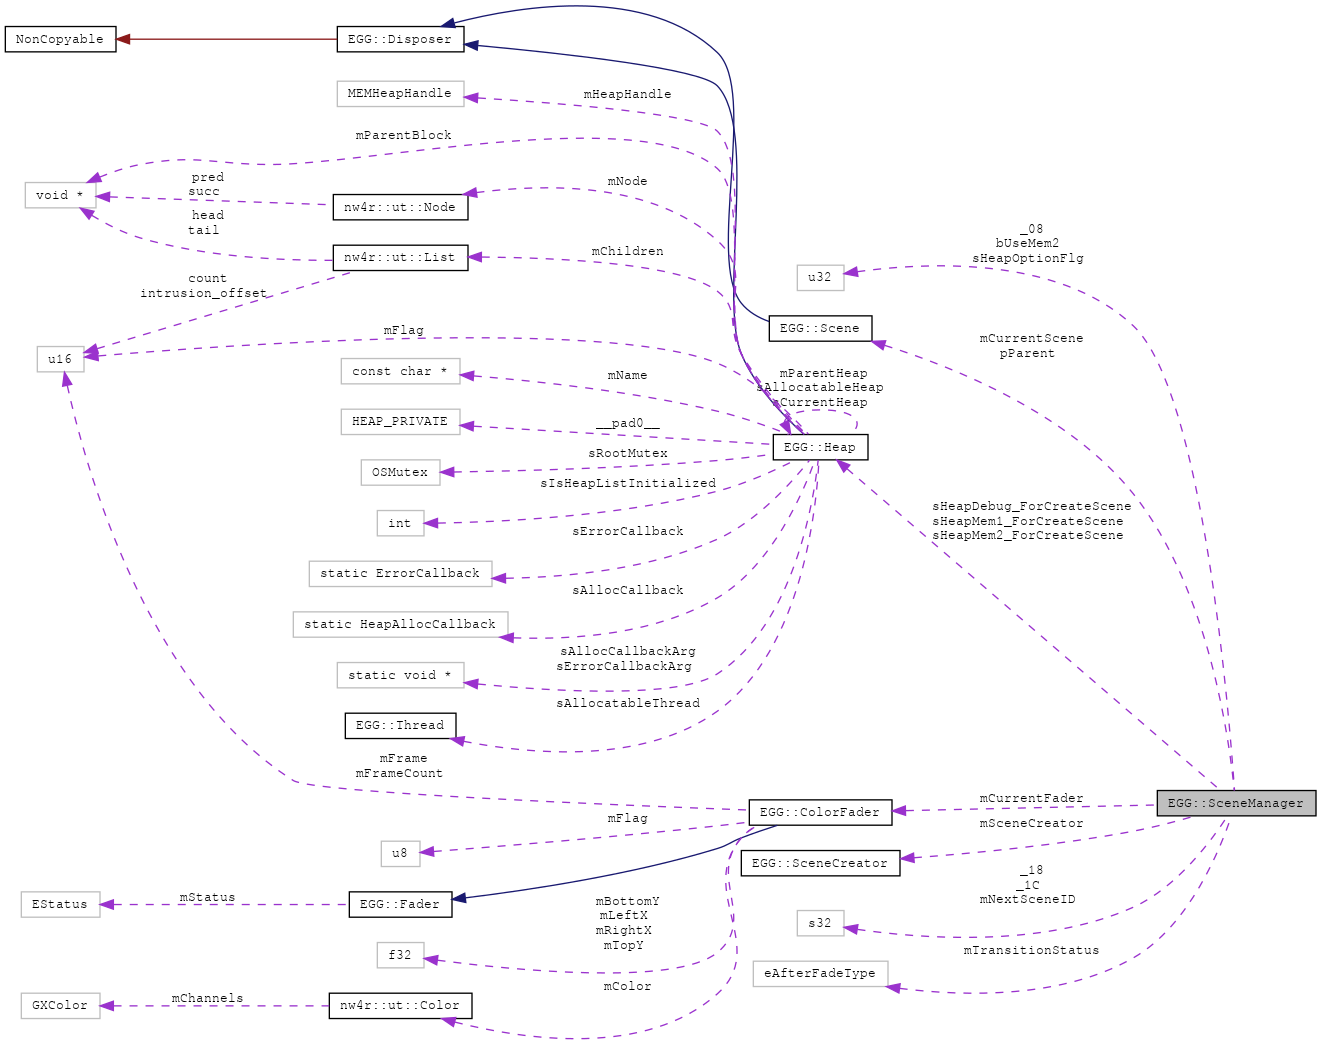 NonCopyable
EGG::Disposer
MEMHeapHandle
mHeapHandle
mParentBlock
void *
pred
succ
nw4r::ut::Node
mNode
head
tail
nw4r::ut::List
mChildren
_08
bUseMem2
sHeapOptionFlg
u32
count
intrusion_offset
EGG::Scene
mCurrentScene
pParent
u16
mFlag
const char *
mName
mParentHeap
sAllocatableHeap
sCurrentHeap
HEAP_PRIVATE
__pad0__
EGG::Heap
OSMutex
sRootMutex
sIsHeapListInitialized
int
sErrorCallback
sHeapDebug_ForCreateScene
sHeapMem1_ForCreateScene
sHeapMem2_ForCreateScene
static ErrorCallback
sAllocCallback
static HeapAllocCallback
sAllocCallbackArg
sErrorCallbackArg
static void *
sAllocatableThread
EGG::Thread
mFrame
mFrameCount
EGG::ColorFader
mCurrentFader
EGG::SceneManager
mFlag
u8
mSceneCreator
EGG::SceneCreator
EStatus
mStatus
EGG::Fader
_18
_1C
mNextSceneID
s32
mBottomY
mLeftX
mRightX
mTopY
f32
mTransitionStatus
eAfterFadeType
mColor
GXColor
mChannels
nw4r::ut::Color